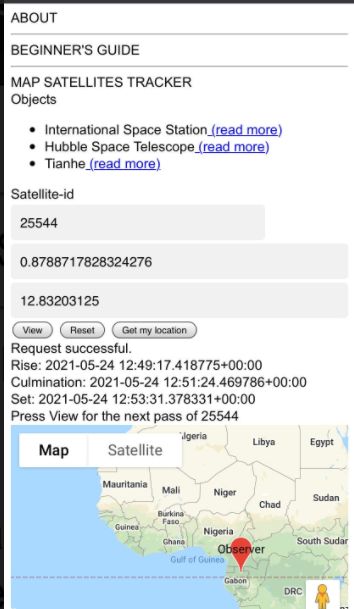 ABOUT
BEGINNER'S GUIDE
MAP SATELLITES TRACKER
Objects
• International Space Station (read more)
• Hubble Space Telescope (read more)
• Tianhe (read more)
Satellite-id
25544
0.8788717828324276
12.83203125
View Reset Get my location
Request successful.
Rise: 2021-05-24 12:49:17.418775+00:00
Culmination: 2021-05-24 12:51:24.469786+00:00
Set: 2021-05-24 12:53:31.378331+00:00
Press View for the next pass of 25544
Map Satellite
lgeria
Libya
Egypt
Mauritania
Mali
Niger
Chad
Sudan
Burkina
Faso
Guinea
Ghana
Nigeria
South Sudan
Observer
Gulf of Guinea
Gabon
DRC